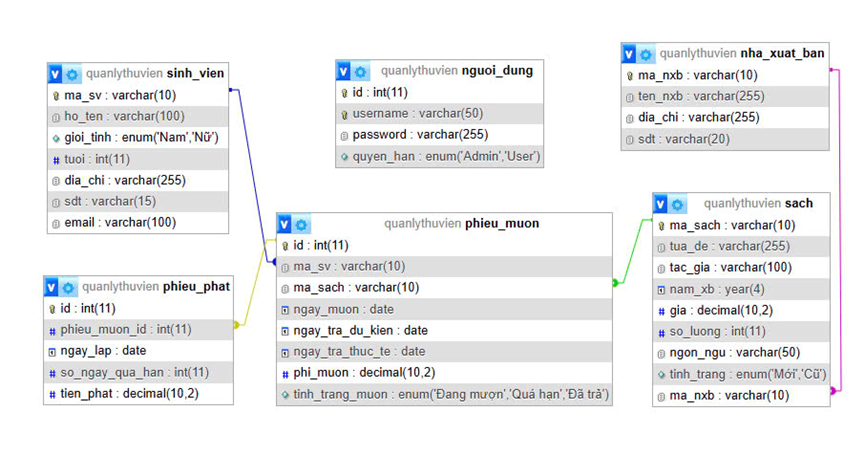 quanlythuvien sinh_vien
ma_sv : varchar(10)
ho_ten : varchar(100)
gioi_tinh : enum('Nam','Nữ')
tuoi : int(11)
dia_chi : varchar(255)
sdt : varchar(15)
email : varchar(100)
quanlythuvien nguoi_dung
id : int(11)
username : varchar(50)
password : varchar(255)
quyen_han : enum('Admin','User')
quanlythuvien nha_xuat_ban
ma_nxb : varchar(10)
ten_nxb : varchar(255)
dia_chi : varchar(255)
sdt : varchar(20)
quanlythuvien phieu_phat
id : int(11)
phieu_muon_id : int(11)
ngay_lap : date
so_ngay_qua_han : int(11)
tien_phat : decimal(10,2)
quanlythuvien phieu_muon
id : int(11)
ma_sv : varchar(10)
ma_sach : varchar(10)
ngay_muon : date
ngay_tra_du_kien : date
ngay_tra_thuc_te : date
phi_muon : decimal(10,2)
tinh_trang_muon : enum('Đang mượn','Quá hạn','Đã trả')
quanlythuvien sach
ma_sach : varchar(10)
tua_de : varchar(255)
tac_gia : varchar(100)
nam_xb : year(4)
gia : decimal(10,2)
so_luong : int(11)
ngon_ngu : varchar(50)
tinh_trang : enum('Mới','Cũ')
ma_nxb : varchar(10)